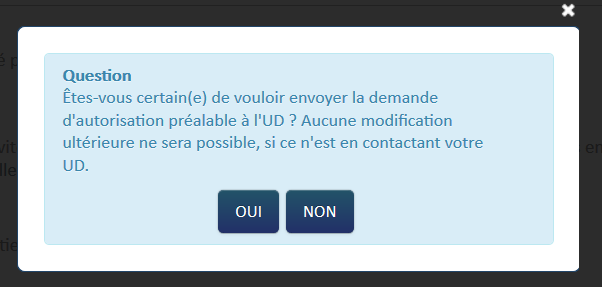 Question
Êtes-vous certain(e) de vouloir envoyer la demande
d'autorisation préalable à l'UD ? Aucune modification
ultérieure ne sera possible, si ce n'est en contactant votre
UD.
OUI NON